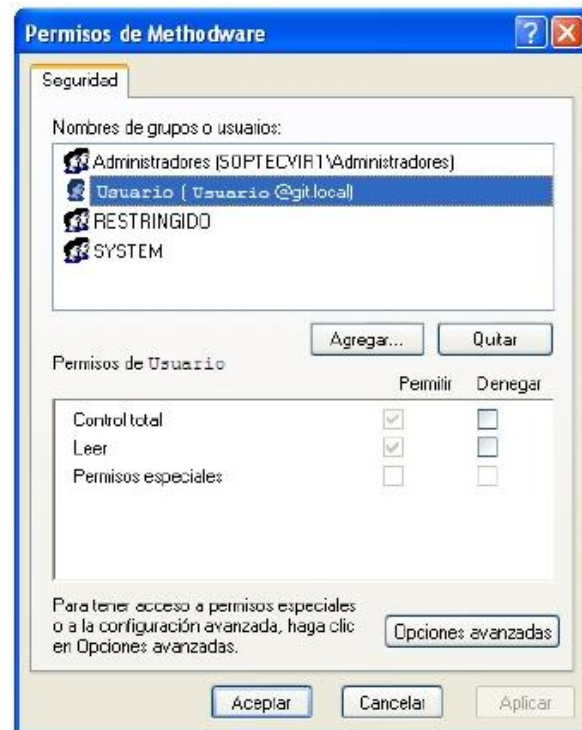 Permisos de Methodware
Seguridad
Nombres de grupos o usuarios:
Administradores (SOPTECVIR1\Administradores)
Usuario ( Usuario @git.local)
RESTRINGIDO
SYSTEM
Agregar... Quitar
Permisos de Usuario
Permitir Denegar
Control total
Leer
Permisos especiales
Para tener acceso a permisos especiales
o a la configuración avanzada, haga clic
en Opciones avanzadas.
Opciones avanzadas
Aceptar Cancelar Aplicar